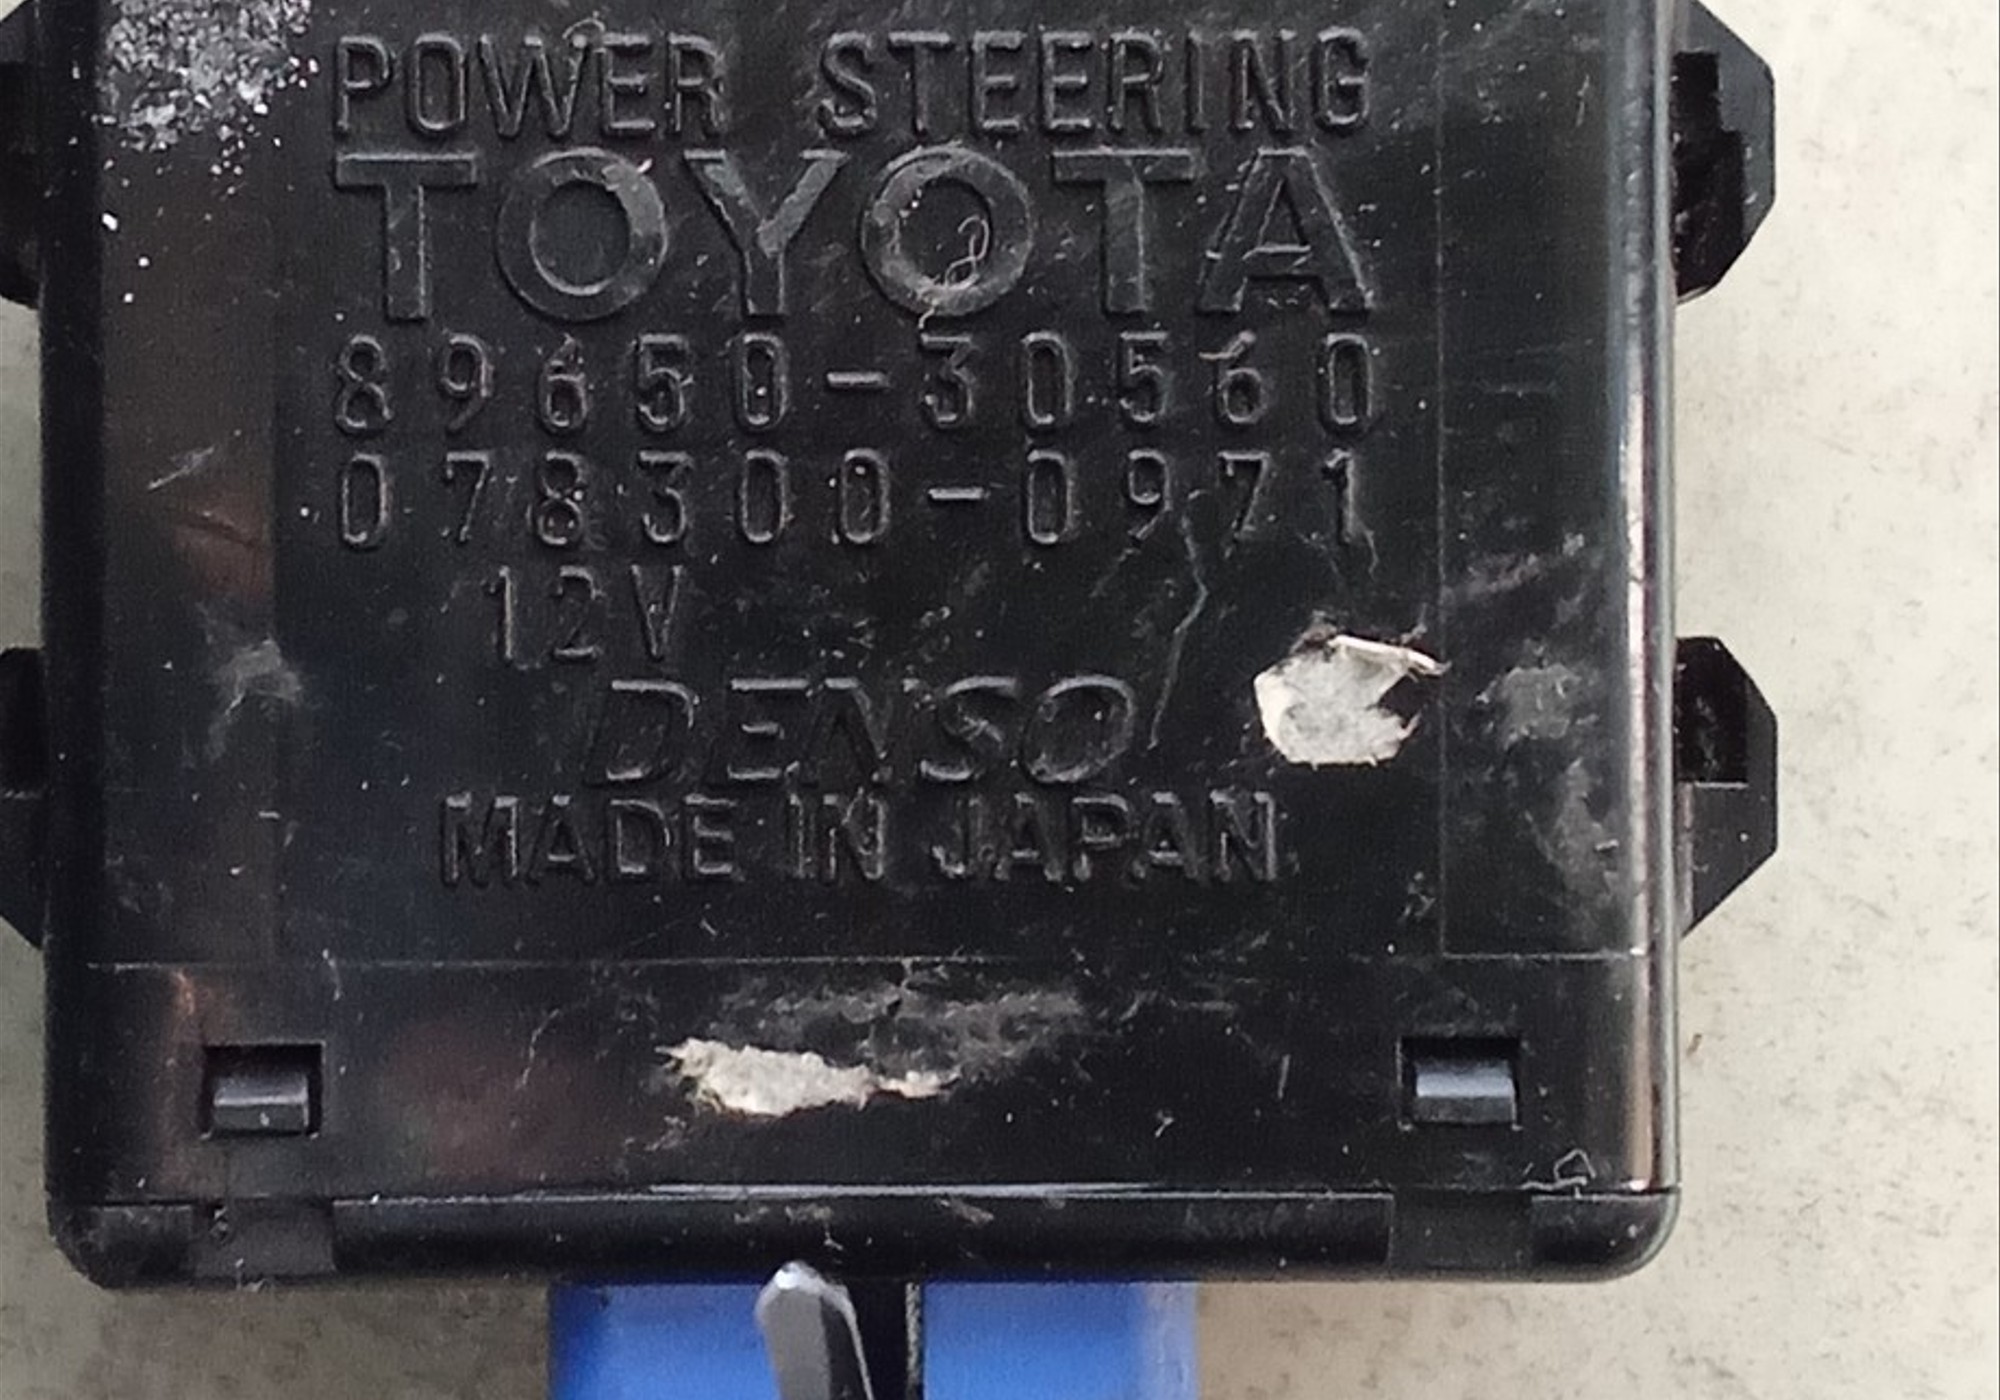 POWER STEERING
TOYOTA
89650-30560
078300-0971
12V
DENSO
MADE IN JAPAN